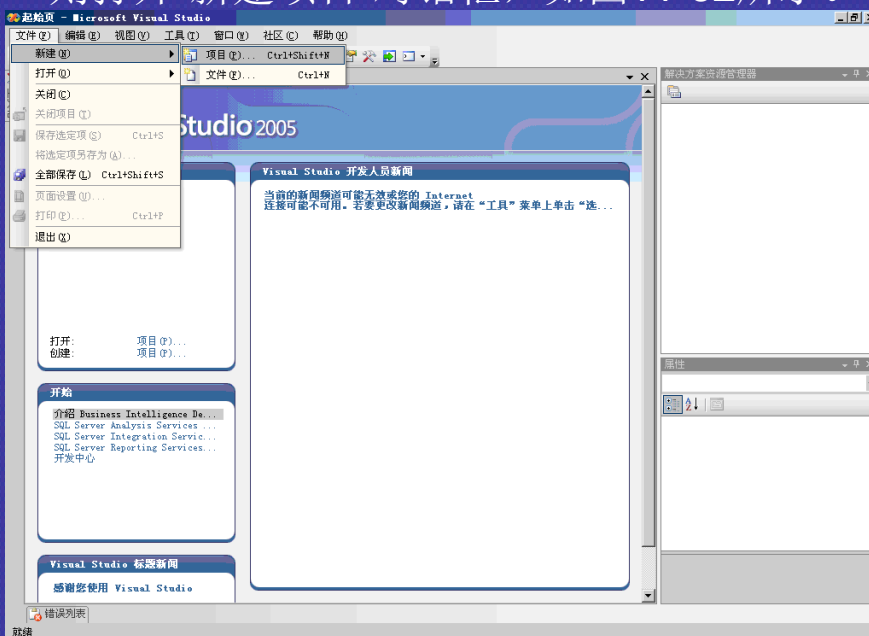 起始页 - Microsoft Visual Studio
文件(F) 编辑(E) 视图(V) 工具(T) 窗口(W) 社区(C) 帮助(H)
新建(N)
项目(P)... Ctrl+Shift+N
文件(F)... Ctrl+N
打开(O)
关闭(C)
关闭项目(T)
保存选定项(S) Ctrl+S
将选定项另存为(A)...
全部保存(L) Ctrl+Shift+S
页面设置(U)...
打印(P)... Ctrl+P
退出(X)
Studio 2005
Visual Studio 开发人员新闻
当前的新闻频道可能无效或您的 Internet
连接可能不可用。若要更改新闻频道，请在“工具”菜单上单击“选...
打开: 项目(P)...
创建: 项目(P)...
开始
介绍 Business Intelligence De...
SQL Server Analysis Services ...
SQL Server Integration Servic...
SQL Server Reporting Services...
开发中心
Visual Studio 标题新闻
感谢您使用 Visual Studio
解决方案资源管理器
属性
错误列表
就绪